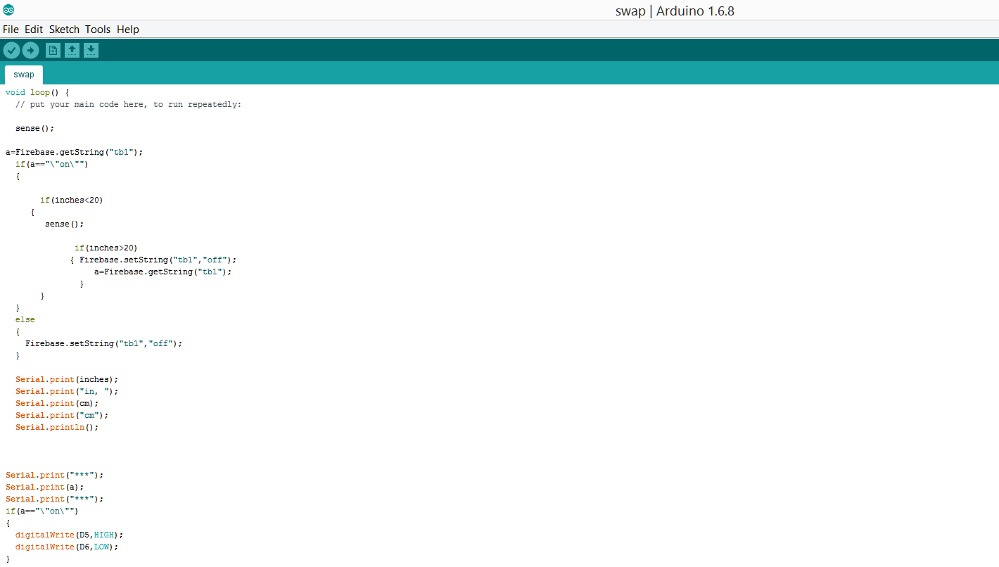 swap | Arduino 1.6.8
File Edit Sketch Tools Help
swap
void loop() {
  // put your main code here, to run repeatedly:
  sense();
a=Firebase.getString("tb1");
  if(a=="\"on\"")
  {
       if(inches<20)
     {
        sense();
              if(inches>20)
             { Firebase.setString("tb1","off");
                  a=Firebase.getString("tb1");
               }
       }
  }
  else
  {
    Firebase.setString("tb1","off");
  }
  Serial.print(inches);
  Serial.print("in, ");
  Serial.print(cm);
  Serial.print("cm");
  Serial.println();
Serial.print("***");
Serial.print(a);
Serial.print("***");
if(a=="\"on\"")
{
  digitalWrite(D5,HIGH);
  digitalWrite(D6,LOW);
}